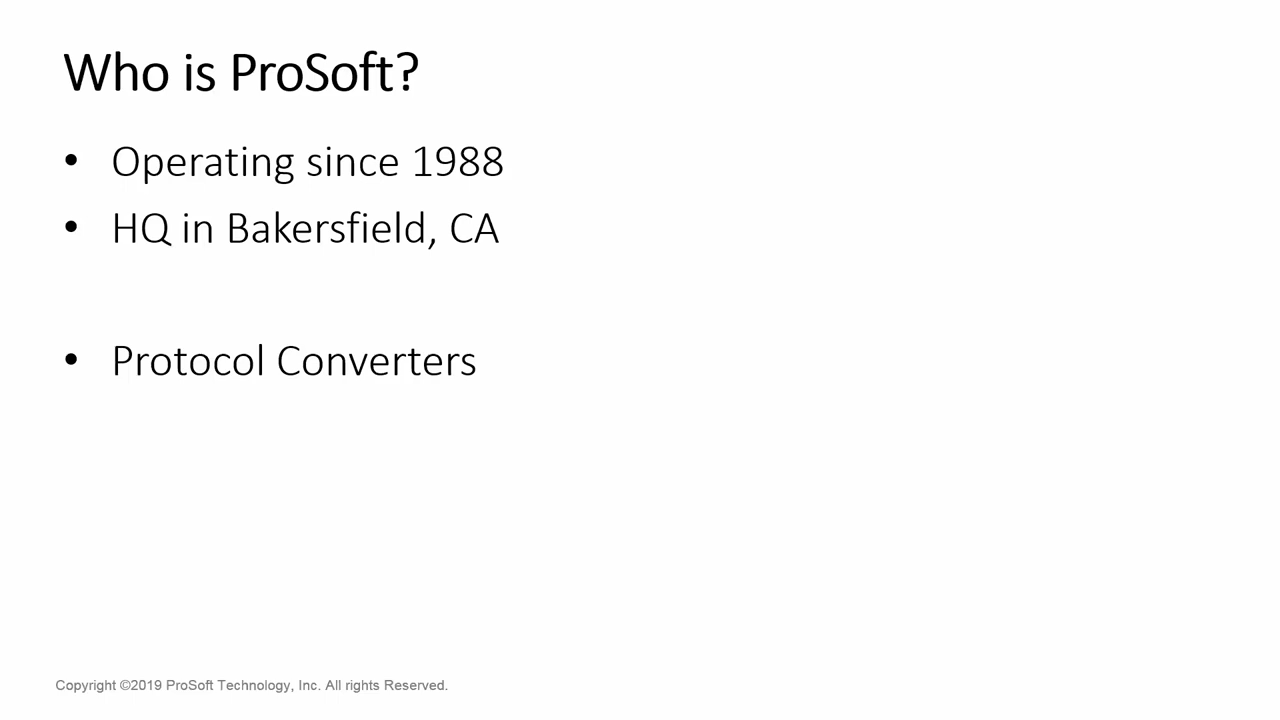 Who is ProSoft?
• Operating since 1988
• HQ in Bakersfield, CA
• Protocol Converters
Copyright ©2019 ProSoft Technology, Inc. All rights Reserved.